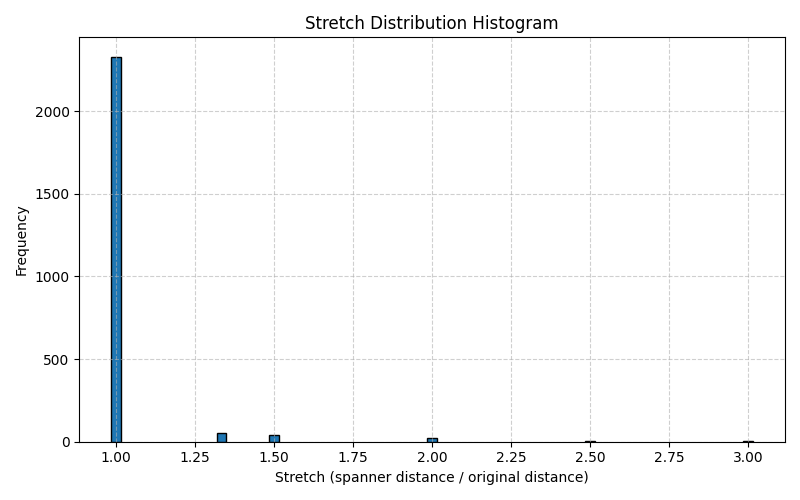 Stretch Distribution Histogram
Frequency
2000
1500
1000
500
0
1.00 1.25 1.50 1.75 2.00 2.25 2.50 2.75 3.00
Stretch (spanner distance / original distance)